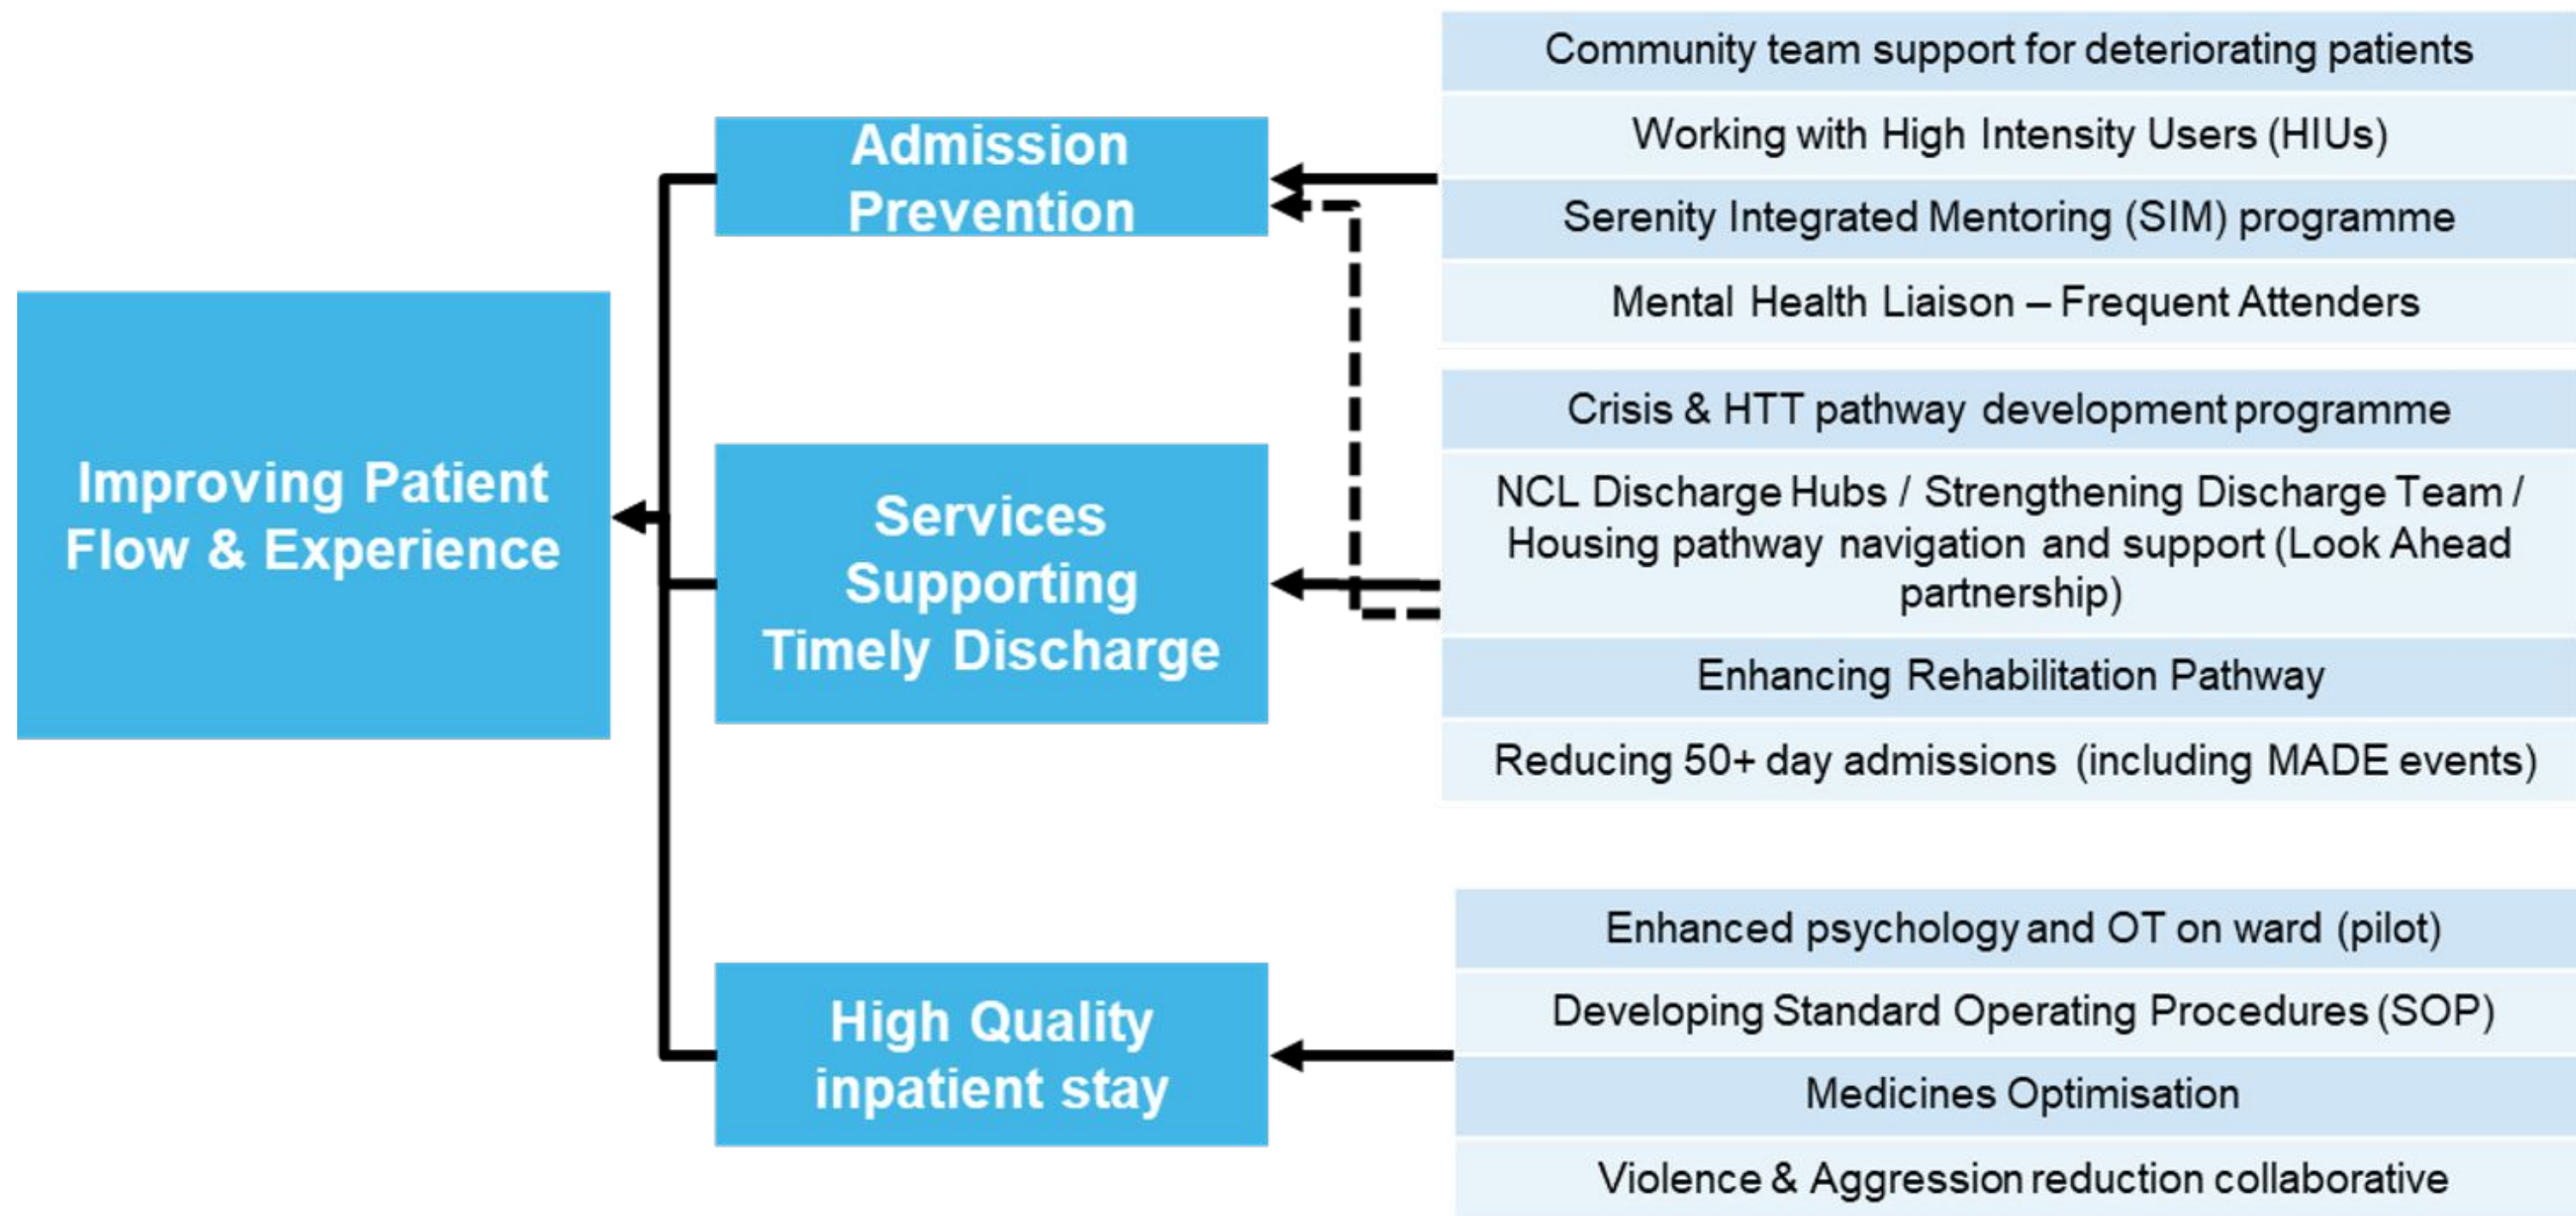 Improving Patient
Flow & Experience
Admission
Prevention
Services
Supporting
Timely Discharge
High Quality
inpatient stay
Community team support for deteriorating patients
Working with High Intensity Users (HIUs)
Serenity Integrated Mentoring (SIM) programme
Mental Health Liaison – Frequent Attenders
Crisis & HTT pathway development programme
NCL Discharge Hubs / Strengthening Discharge Team /
Housing pathway navigation and support (Look Ahead
partnership)
Enhancing Rehabilitation Pathway
Reducing 50+ day admissions (including MADE events)
Enhanced psychology and OT on ward (pilot)
Developing Standard Operating Procedures (SOP)
Medicines Optimisation
Violence & Aggression reduction collaborative